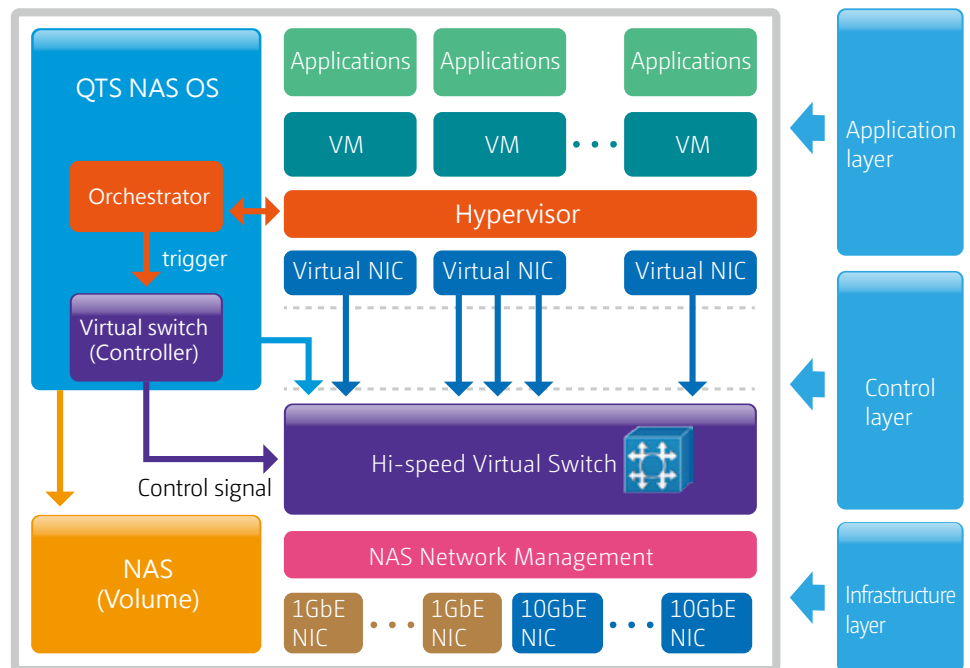 QTS NAS OS
Applications
Applications
Applications
VM
VM
VM
Orchestrator
Hypervisor
trigger
Virtual NIC
Virtual NIC
Virtual NIC
Virtual switch
(Controller)
Hi-speed Virtual Switch
Control signal
NAS
(Volume)
NAS Network Management
1GbE
NIC
1GbE
NIC
10GbE
NIC
10GbE
NIC
Application
layer
Control
layer
Infrastructure
layer